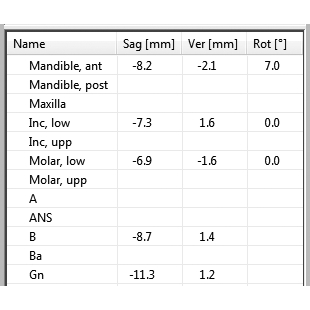 Name Sag [mm] Ver [mm] Rot [°]
Mandible, ant -8.2 -2.1 7.0
Mandible, post
Maxilla
Inc, low -7.3 1.6 0.0
Inc, upp
Molar, low -6.9 -1.6 0.0
Molar, upp
A
ANS
B -8.7 1.4
Ba
Gn -11.3 1.2